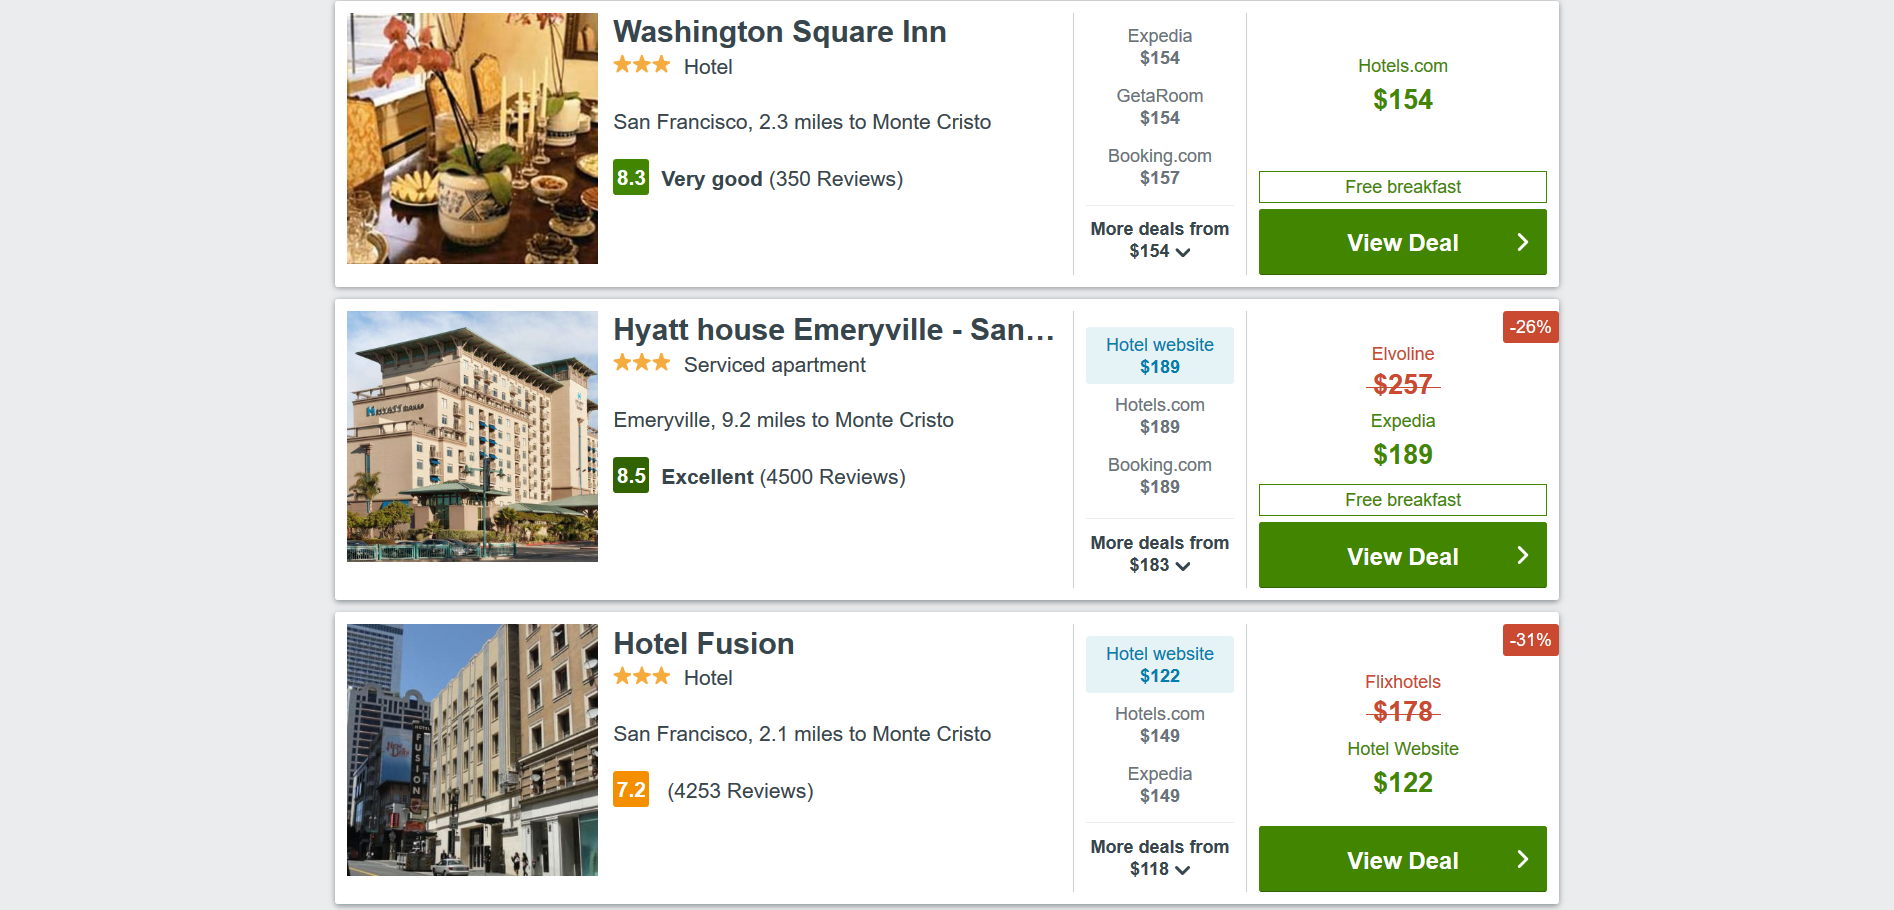 Washington Square Inn
Hotel
San Francisco, 2.3 miles to Monte Cristo
8.3 Very good (350 Reviews)
Expedia
$154
GetaRoom
$154
Booking.com
$157
More deals from
$154
Hotels.com
$154
Free breakfast
View Deal
Hyatt house Emeryville - San...
Serviced apartment
Emeryville, 9.2 miles to Monte Cristo
8.5 Excellent (4500 Reviews)
Hotel website
$189
Hotels.com
$189
Booking.com
$189
More deals from
$183
-26%
Elvoline
$257
Expedia
$189
Free breakfast
View Deal
HOTEL
FUSION
Hotel Fusion
Hotel
San Francisco, 2.1 miles to Monte Cristo
7.2 (4253 Reviews)
Hotel website
$122
Hotels.com
$149
Expedia
$149
More deals from
$118
-31%
Flixhotels
$178
Hotel Website
$122
View Deal